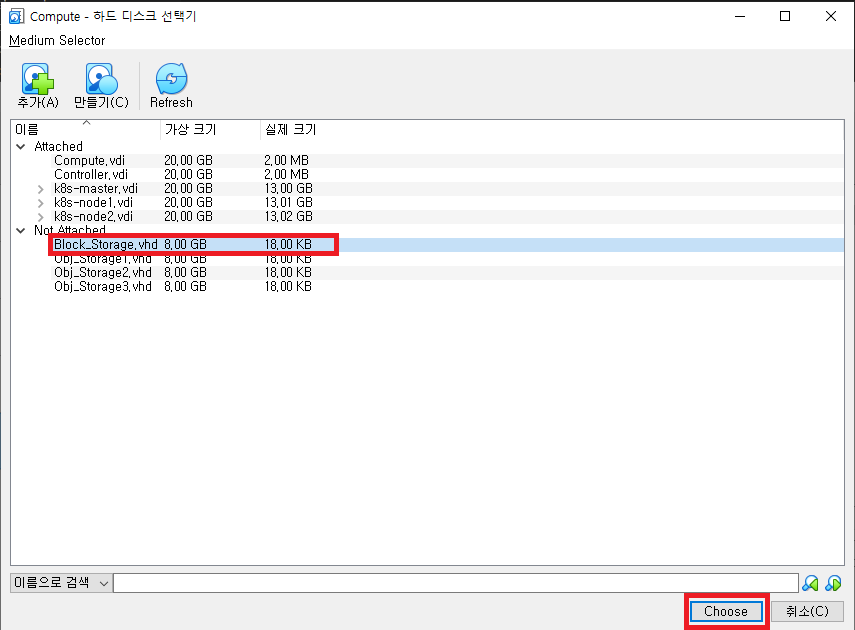 Compute - 하드 디스크 선택기
Medium Selector
추가(A) 만들기(C) Refresh
이름 가상 크기 실제 크기
Attached
Compute.vdi 20,00 GB 2,00 MB
Controller.vdi 20,00 GB 2,00 MB
k8s-master.vdi 20,00 GB 13,00 GB
k8s-node1.vdi 20,00 GB 13,01 GB
k8s-node2.vdi 20,00 GB 13,02 GB
Not Attached
Block_Storage.vhd 8,00 GB 18,00 KB
Obj_Storage1.vhd 8,00 GB 18,00 KB
Obj_Storage2.vhd 8,00 GB 18,00 KB
Obj_Storage3.vhd 8,00 GB 18,00 KB
이름으로 검색
Choose 취소(C)